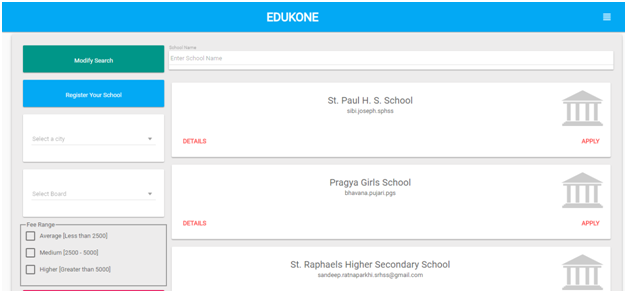 EDUKONE
Modify Search
Register Your School
Select a city
Select Board
Fee Range
Average [Less than 2500]
Medium [2500 - 5000]
Higher [Greater than 5000]
School Name
Enter School Name
St. Paul H. S. School
sibi.joseph.sphss
DETAILS
APPLY
Pragya Girls School
bhavana.pujari.pgs
DETAILS
APPLY
St. Raphaels Higher Secondary School
sandeep.ratnaparkhi.srhss@gmail.com